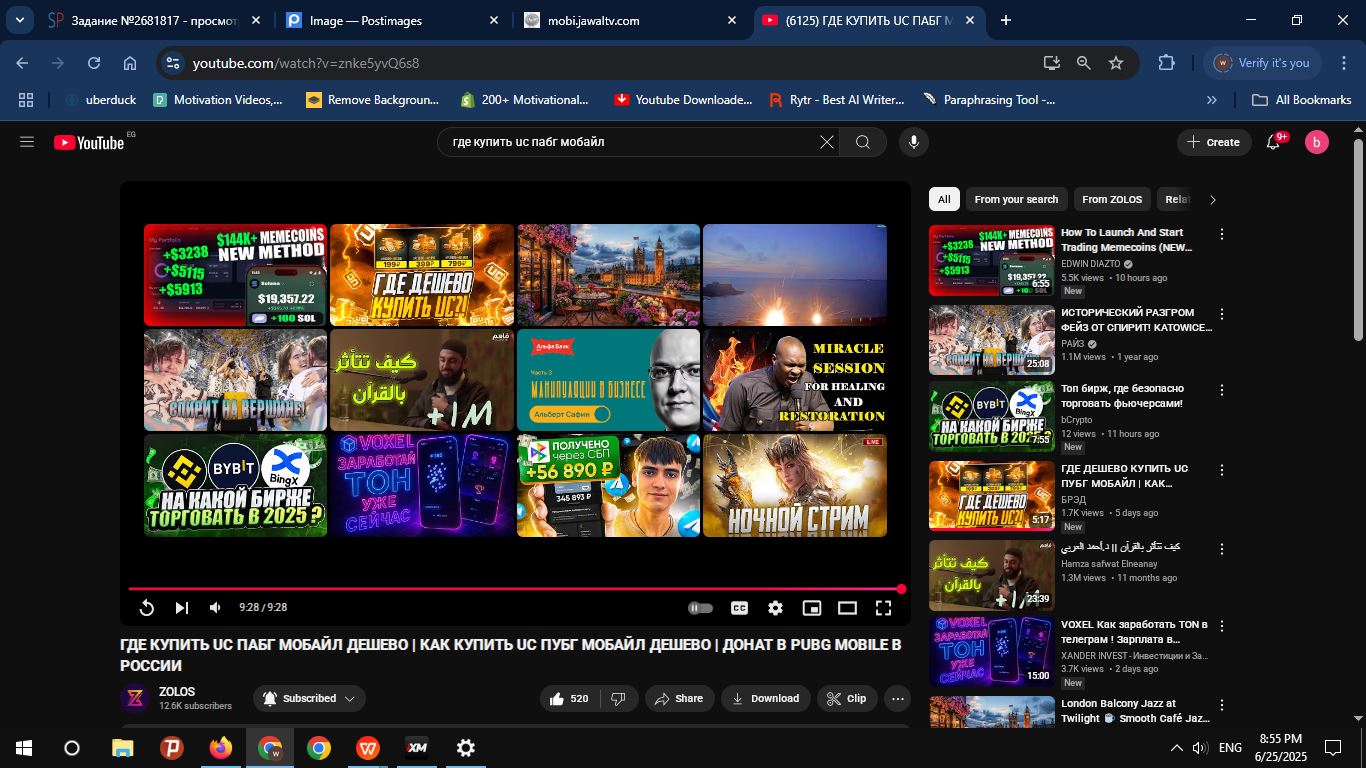 Задание №2681817 - просмотр
Image — Postimages
mobi.jawaltv.com
(6125) ГДЕ КУПИТЬ UC ПАБГ М
youtube.com/watch?v=znke5yvQ6s8
Verify it's you
uberduck
Motivation Videos,...
Remove Backgroun...
200+ Motivational...
Youtube Downloade...
Rytr - Best AI Writer...
Paraphrasing Tool -...
All Bookmarks
YouTube EG
где купить uc пабг мобайл
Create
9+
b
$144K+ MEMECOINS
NEW METHOD
My Portfolio
+$3238
+$5115
+$5913
Solana
$19,357.22
+100 SOL
199₽ 399₽ 799₽
ГДЕ ДЕШЕВО
КУПИТЬ UC?!
СПИРИТ НА ВЕРШИНЕ!
كيف تتأثر
بالقرآن
+1M
Альфа Банк
Часть 3
МАНИПУЛЯЦИИ В БИЗНЕСЕ
Альберт Сафин
MIRACLE
SESSION
FOR HEALING
AND
RESTORATION
BYBIT
BingX
НА КАКОЙ БИРЖЕ
ТОРГОВАТЬ В 2025 ?
VOXEL
ЗАРАБОТАЙ
ТОН
УЖЕ
СЕЙЧАС
ПОЛУЧЕНО
через СБП
+56 890 ₽
345 893 ₽
LIVE
НОЧНОЙ СТРИМ
9:28 / 9:28
CC
ГДЕ КУПИТЬ UC ПАБГ МОБАЙЛ ДЕШЕВО | КАК КУПИТЬ UC ПУБГ МОБАЙЛ ДЕШЕВО | ДОНАТ В PUBG MOBILE В
РОССИИ
ZOLOS
12.6K subscribers
Subscribed
520
Share
Download
Clip
All
From your search
From ZOLOS
Relat
6:55
How To Launch And Start
Trading Memecoins (NEW...
EDWIN DIAZTO
5.5K views • 10 hours ago
New
25:08
ИСТОРИЧЕСКИЙ РАЗГРОМ
ФЕЙЗ ОТ СПИРИТ! KATOWICE...
РАЙЗ
1.1M views • 1 year ago
7:55
Топ бирж, где безопасно
торговать фьючерсами!
bCrypto
12 views • 11 hours ago
New
5:17
ГДЕ ДЕШЕВО КУПИТЬ UC
ПУБГ МОБАЙЛ | КАК...
БРЭД
1.7K views • 5 days ago
New
23:39
كيف تتأثر بالقرآن || د.أحمد العربي
Hamza safwat Elneanay
1.3M views • 11 months ago
15:00
VOXEL Как заработать TON в
телеграм ! Зарплата в...
XANDER INVEST - Инвестиции и За...
3.7K views • 2 days ago
New
London Balcony Jazz at
Twilight ☕ Smooth Café Jaz...
ENG
8:55 PM
6/25/2025